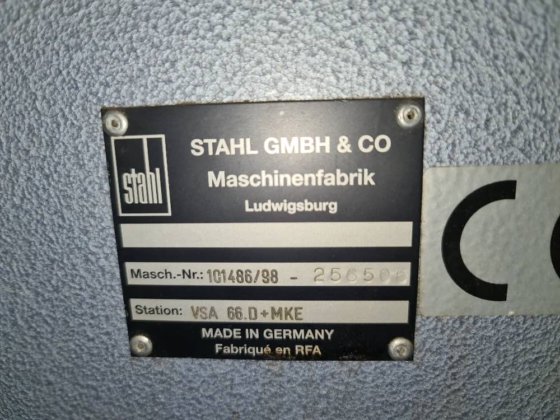 stahl
STAHL GMBH & CO
Maschinenfabrik
Ludwigsburg
Masch.-Nr.: 101486/98 -
Station: VSA 66.D+MKE
MADE IN GERMANY
Fabriqué en RFA